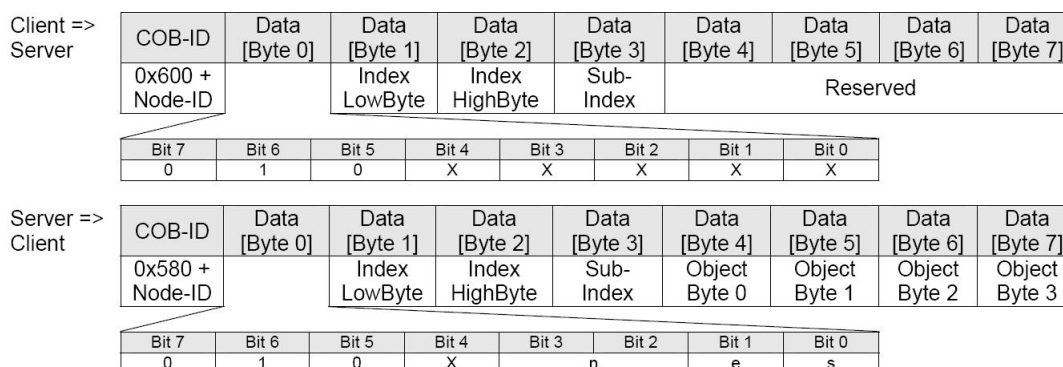 Client => Server
COB-ID Data [Byte 0] Data [Byte 1] Data [Byte 2] Data [Byte 3] Data [Byte 4] Data [Byte 5] Data [Byte 6] Data [Byte 7]
0x600 + Node-ID Index LowByte Index HighByte Sub-Index Reserved
Bit 7 Bit 6 Bit 5 Bit 4 Bit 3 Bit 2 Bit 1 Bit 0
0 1 0 X X X X X
Server => Client
COB-ID Data [Byte 0] Data [Byte 1] Data [Byte 2] Data [Byte 3] Data [Byte 4] Data [Byte 5] Data [Byte 6] Data [Byte 7]
0x580 + Node-ID Index LowByte Index HighByte Sub-Index Object Byte 0 Object Byte 1 Object Byte 2 Object Byte 3
Bit 7 Bit 6 Bit 5 Bit 4 Bit 3 Bit 2 Bit 1 Bit 0
0 1 0 X n e s